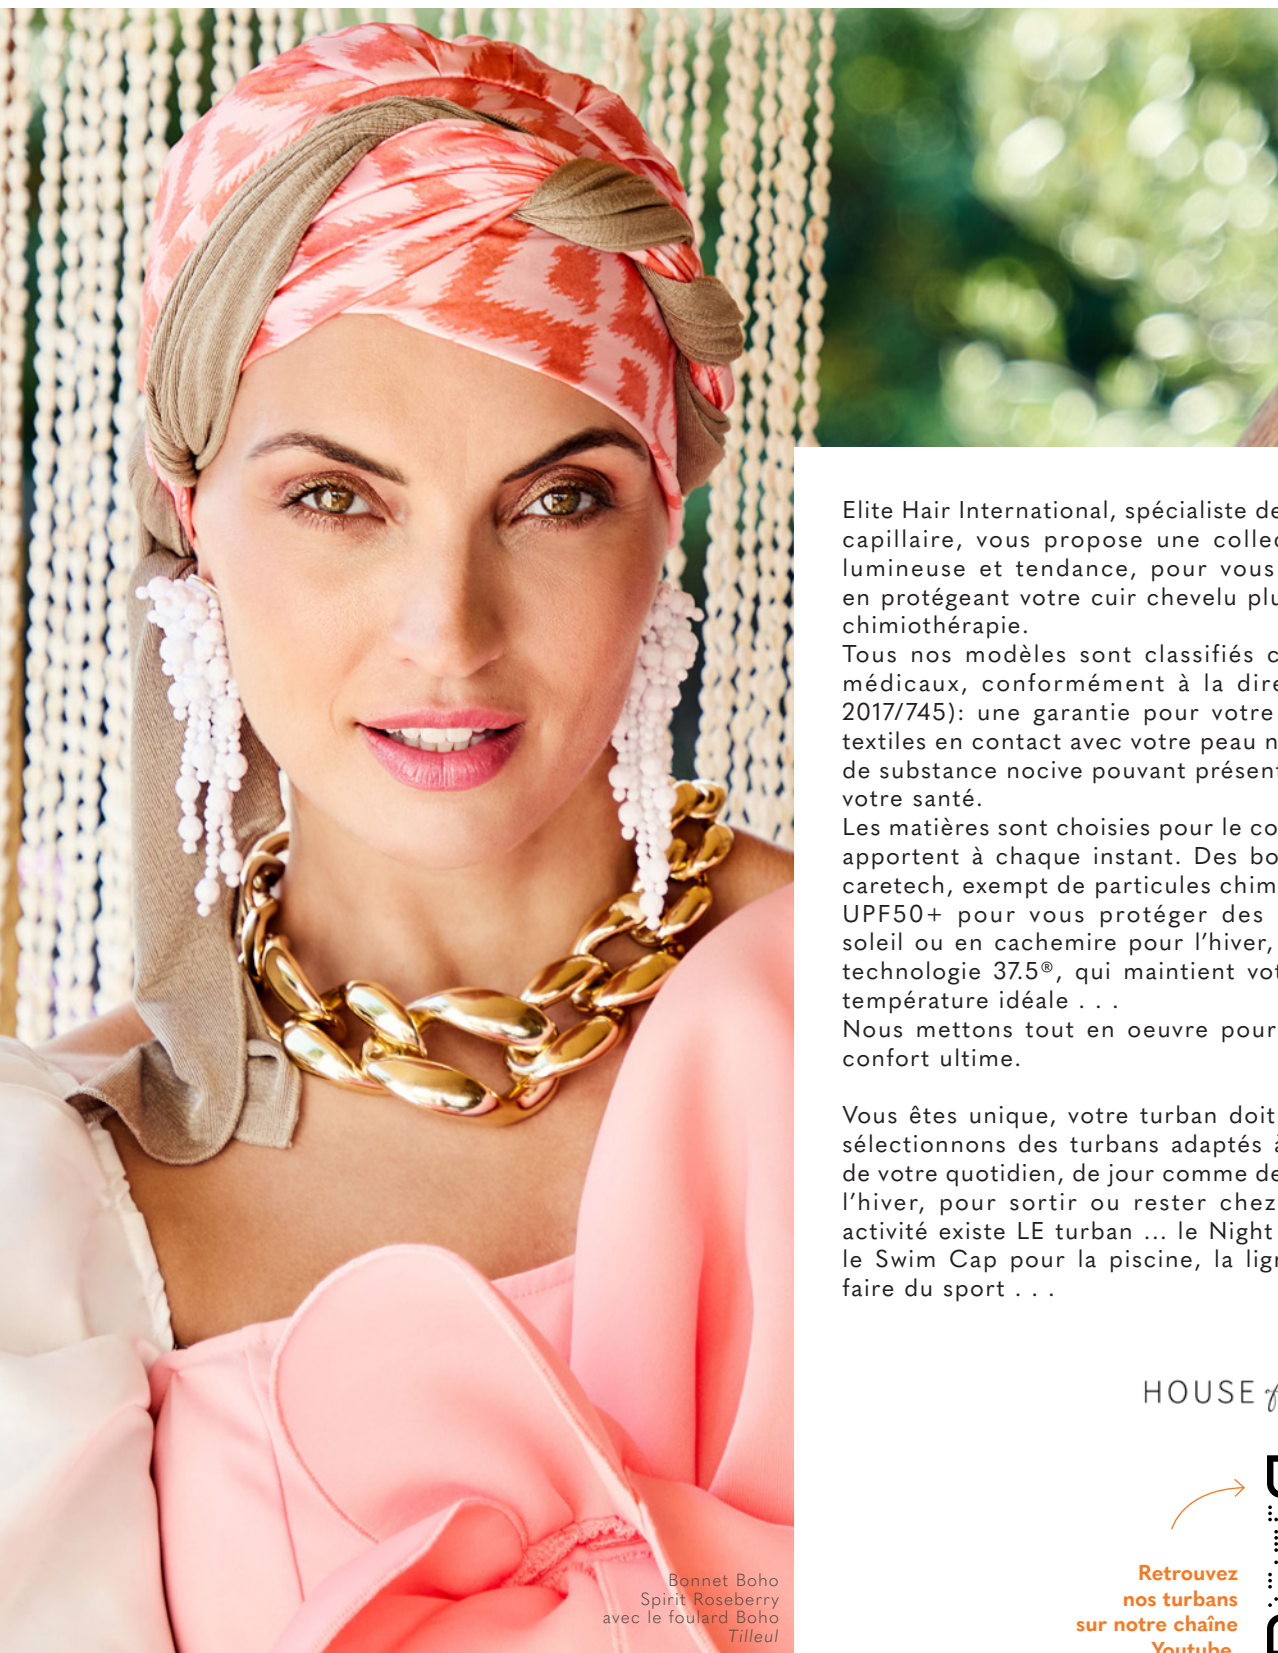 Elite Hair International, spécialiste de
capillaire, vous propose une collec
lumineuse et tendance, pour vous
en protégeant votre cuir chevelu plu
chimiothérapie.
Tous nos modèles sont classifiés c
médicaux, conformément à la dire
2017/745): une garantie pour votre
textiles en contact avec votre peau n
de substance nocive pouvant présent
votre santé.
Les matières sont choisies pour le co
apportent à chaque instant. Des bo
caretech, exempt de particules chim
UPF50+ pour vous protéger des
soleil ou en cachemire pour l'hiver,
technologie 37.5®, qui maintient vot
température idéale . . .
Nous mettons tout en oeuvre pour
confort ultime.
Vous êtes unique, votre turban doit
sélectionnons des turbans adaptés à
de votre quotidien, de jour comme de
l'hiver, pour sortir ou rester chez
activité existe LE turban ... le Night
le Swim Cap pour la piscine, la lign
faire du sport . . .
HOUSE of
Retrouvez
nos turbans
sur notre chaîne
Youtube
Bonnet Boho
Spirit Roseberry
avec le foulard Boho
Tilleul